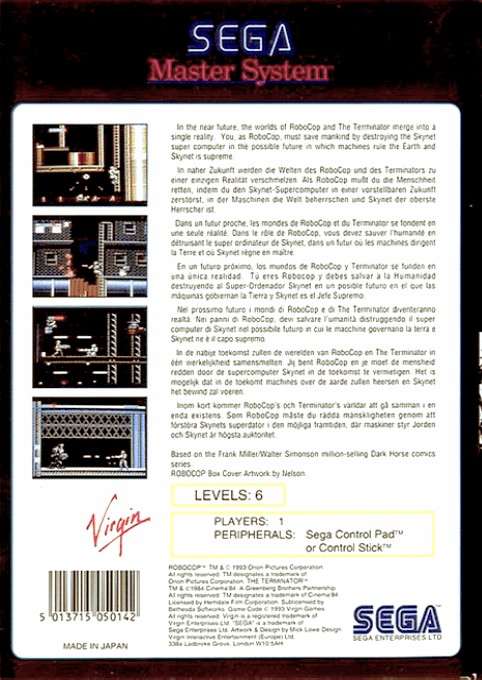 SEGA
Master System™
In the near future, the worlds of RoboCop and The Terminator merge into a
single reality. You, as RoboCop, must save mankind by destroying the Skynet
super computer in the possible future in which machines rule the Earth and
Skynet is supreme.
In naher Zukunft werden die Welten des RoboCop und des Terminators zu
einer einzigen Realität verschmelzen. Als RoboCop mußt du die Menschheit
retten, indem du den Skynet-Supercomputer in einer vorstellbaren Zukunft
zerstörst, in der Maschinen die Welt beherrschen und Skynet der oberste
Herrscher ist.
Dans un futur proche, les mondes de RoboCop et du Terminator se fondent en
une seule réalité. Dans le rôle de RoboCop, vous devez sauver l'humanité en
détruisant le super ordinateur de Skynet, dans un futur où les machines dirigent
la Terre et où Skynet règne en maître.
En un futuro próximo, los mundos de RoboCop y Terminator se funden en
una única realidad. Tú eres Robocop y debes salvar a la Humanidad
destruyendo al Super-Ordenador Skynet en un posible futuro en el que las
máquinas gobiernan la Tierra y Skynet es el Jefe Supremo.
Nel prossimo futuro i mondi di RoboCop e di The Terminator diventeranno
realtà. Nei panni di RoboCop, devi salvare l'umanità distruggendo il super
computer di Skynet nel possibile futuro in cui le macchine governano la terra e
Skynet ne è il capo supremo.
In de nabije toekomst zullen de werelden van RoboCop en The Terminator in
één werkelijkheid samensmelten. Jij bent RoboCop en je moet de mensheid
redden door de supercomputer Skynet in de toekomst te vernietigen. Het is
mogelijk dat in de toekomst machines over de aarde zullen heersen en Skynet
het bewind zal voeren.
Inom kort kommer RoboCop's och Terminator's världar att gå samman i en
enda existens. Som RoboCop måste du rädda mänskligheten genom att
förstöra Skynets superdator i den möjliga framtiden, där maskiner styr Jorden
och Skynet är högsta auktoritet.
Based on the Frank Miller/Walter Simonson million-selling Dark Horse comics
series.
ROBOCOP Box Cover Artwork by Nelson.
LEVELS: 6
Virgin
PLAYERS: 1
PERIPHERALS: Sega Control Pad™
or Control Stick™
ROBOCOP™ TM & © 1993 Orion Pictures Corporation.
All rights reserved. TM designates a trademark of
Orion Pictures Corporation. THE TERMINATOR™
TM & © 1984 Cinema'84. A Greenberg Brothers Partnership.
All rights reserved. TM designates a trademark of Cinema'84
Licensed by Hemdale Film Corporation. Sublicensed by
Bethesda Softworks. Game Code © 1993 Virgin Games.
All rights reserved. Virgin is a registered trademark of
Virgin Enterprises Ltd. "SEGA" is a trademark of
Sega Enterprises Ltd. Artwork & Design by Mick Lowe Design.
Virgin Interactive Entertainment (Europe) Ltd.
338a Ladbroke Grove, London W10 5AH
5 013715 050142
MADE IN JAPAN
SEGA
SEGA ENTERPRISES LTD